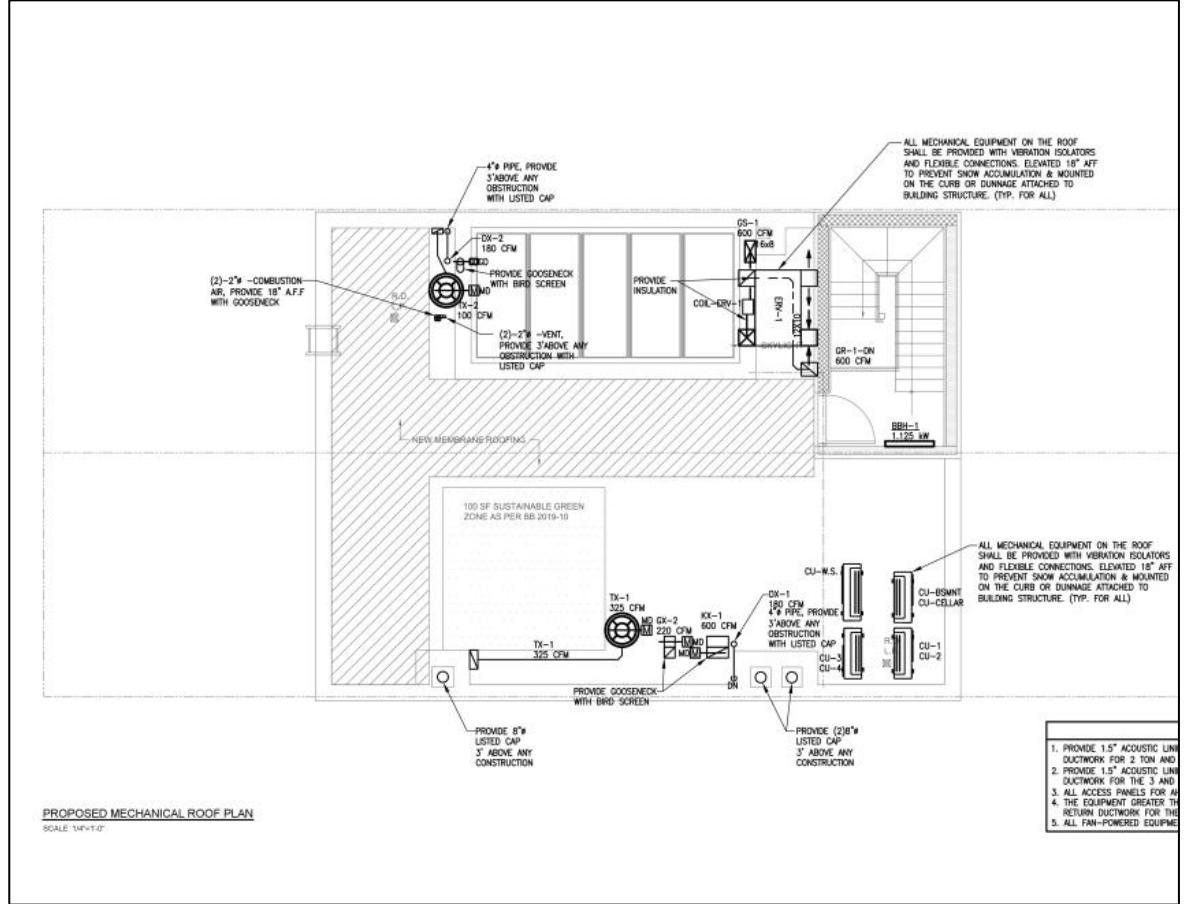 ALL MECHANICAL EQUIPMENT ON THE ROOF
SHALL BE PROVIDED WITH VIBRATION ISOLATORS
AND FLEXIBLE CONNECTIONS. ELEVATED 18" AFF
TO PREVENT SNOW ACCUMULATION & MOUNTED
ON THE CURB OR DUNNAGE ATTACHED TO
BUILDING STRUCTURE. (TYP. FOR ALL)
4"ø PIPE, PROVIDE
3'ABOVE ANY
OBSTRUCTION
WITH LISTED CAP
GS-1
600 CFM
16x8
DX-2
180 CFM
GD
PROVIDE GOOSENECK
WITH BIRD SCREEN
MD
TX-2
100 CFM
(2)-2"ø -COMBUSTION
AIR, PROVIDE 18" A.F.F
WITH GOOSENECK
R.D.
(2)-2"ø -VENT,
PROVIDE 3'ABOVE ANY
OBSTRUCTION WITH
LISTED CAP
PROVIDE
INSULATION
COIL-ERV-1
ERV-1
12X10
SKYLIGHT
GR-1-DN
600 CFM
BBH-1
1.125 kW
NEW MEMBRANE ROOFING
100 SF SUSTAINABLE GREEN
ZONE AS PER BB 2019-10
ALL MECHANICAL EQUIPMENT ON THE ROOF
SHALL BE PROVIDED WITH VIBRATION ISOLATORS
AND FLEXIBLE CONNECTIONS. ELEVATED 18" AFF
TO PREVENT SNOW ACCUMULATION & MOUNTED
ON THE CURB OR DUNNAGE ATTACHED TO
BUILDING STRUCTURE. (TYP. FOR ALL)
CU-W.S.
CU-BSMNT
CU-CELLAR
CU-3
CU-4
CU-1
CU-2
TX-1
325 CFM
MD
GX-2
220 CFM
KX-1
600 CFM
MD
MD
DX-1
180 CFM
4"ø PIPE, PROVIDE
3'ABOVE ANY
OBSTRUCTION
WITH LISTED CAP
TX-1
325 CFM
DN
PROVIDE GOOSENECK
WITH BIRD SCREEN
PROVIDE 8"ø
LISTED CAP
3' ABOVE ANY
CONSTRUCTION
PROVIDE (2)8"ø
LISTED CAP
3' ABOVE ANY
CONSTRUCTION
1. PROVIDE 1.5" ACOUSTIC
DUCTWORK FOR 2 TON AND
2. PROVIDE 1.5" ACOUSTIC
DUCTWORK FOR THE 3 AND
3. ALL ACCESS PANELS FOR
4. THE EQUIPMENT GREATER
RETURN DUCTWORK FOR THE
5. ALL FAN-POWERED
PROPOSED MECHANICAL ROOF PLAN
SCALE 1/4"=1'-0"